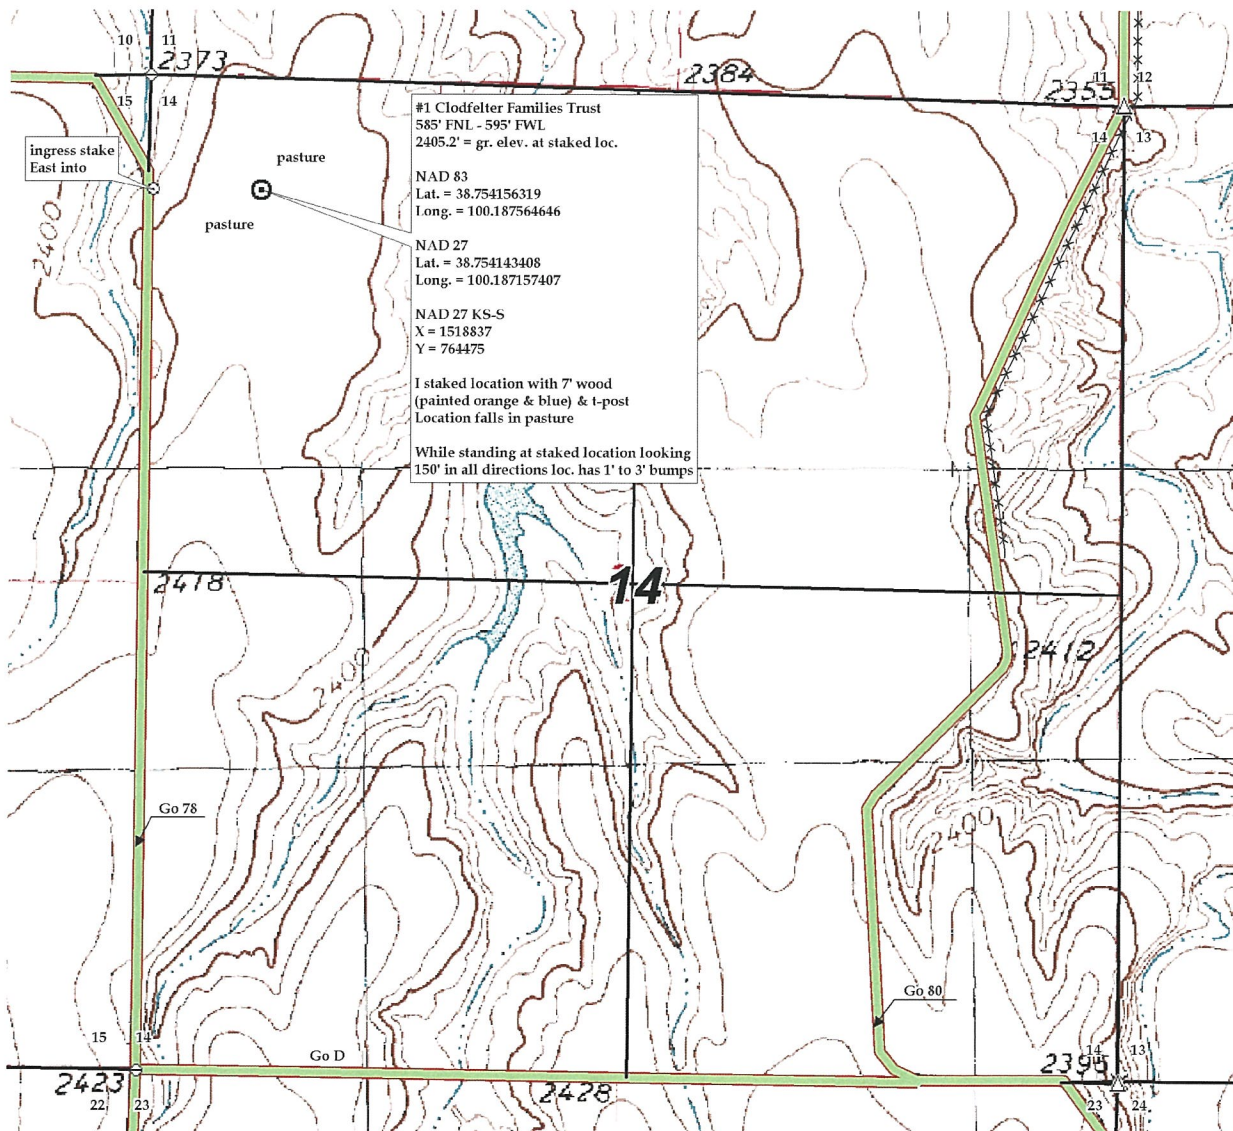 10 11
2373
2384
11 12
2355
15 14
14 13
#1 Clodfelter Families Trust
585' FNL - 595' FWL
2405.2' = gr. elev. at staked loc.
NAD 83
Lat. = 38.754156319
Long. = 100.187564646
NAD 27
Lat. = 38.754143408
Long. = 100.187157407
NAD 27 KS-S
X = 1518837
Y = 764475
I staked location with 7' wood
(painted orange & blue) & t-post
Location falls in pasture
While standing at staked location looking
150' in all directions loc. has 1' to 3' bumps
ingress stake
East into
pasture
pasture
2400
2418
14
2412
2400
Go 78
2400
Go 80
15 14
Go D
14 13
2423
2428
2395
22 23
23 24